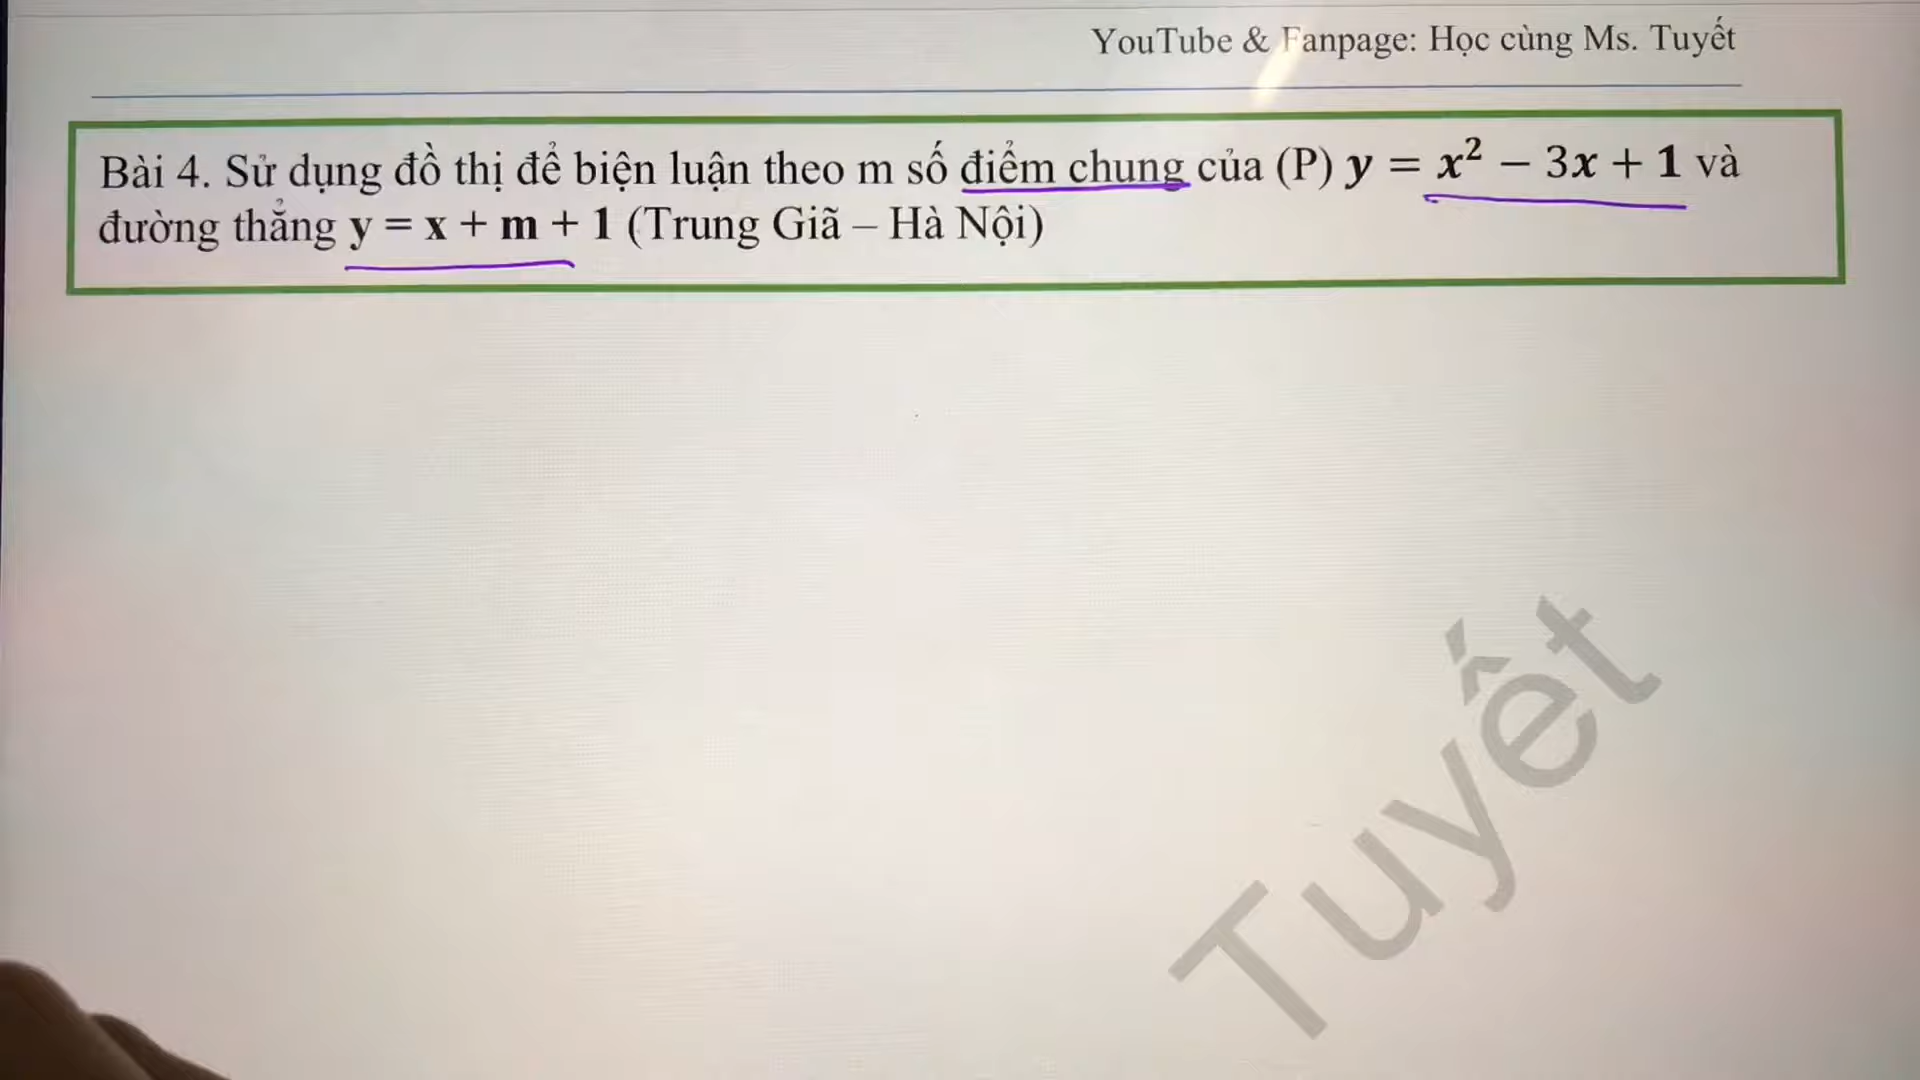 YouTube & Fanpage: Học cùng Ms. Tuyết
Bài 4. Sử dụng đồ thị để biện luận theo m số điểm chung của (P) y = x² − 3x + 1 và
đường thẳng y = x + m + 1 (Trung Giã – Hà Nội)
Tuyết